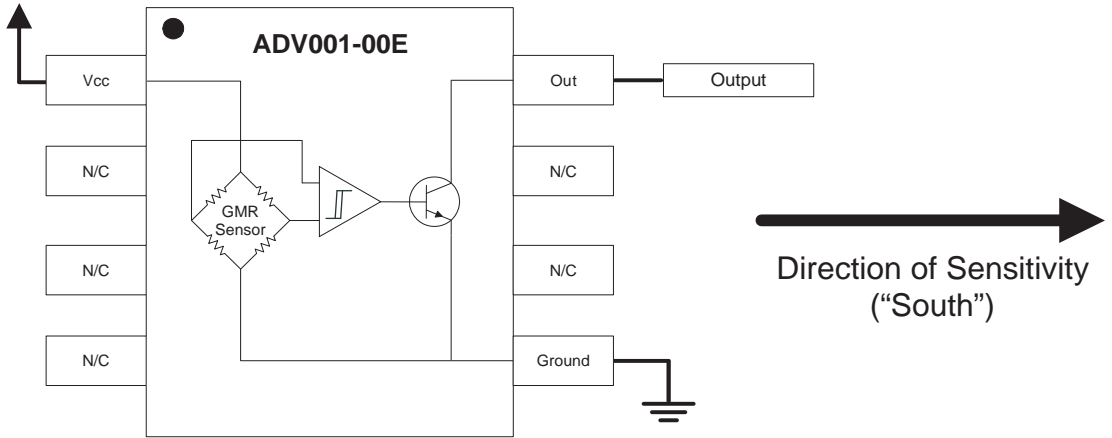 ADV001-00E
Vcc
Out
Output
N/C
N/C
GMR
Sensor
N/C
N/C
N/C
Ground
Direction of Sensitivity
(“South”)